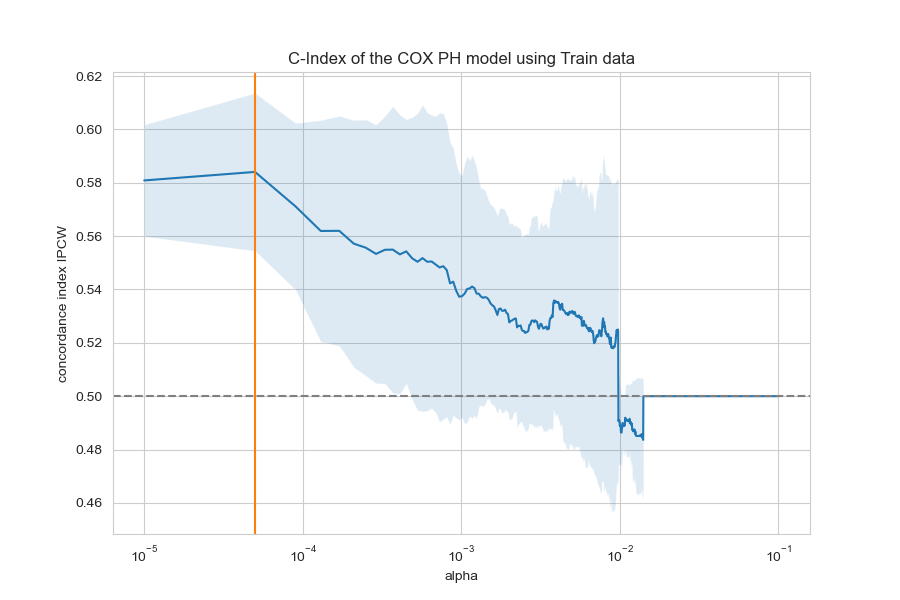 C-Index of the COX PH model using Train data
concordance index IPCW
0.62
0.60
0.58
0.56
0.54
0.52
0.50
0.48
0.46
10⁻⁵ 10⁻⁴ 10⁻³ 10⁻² 10⁻¹
alpha